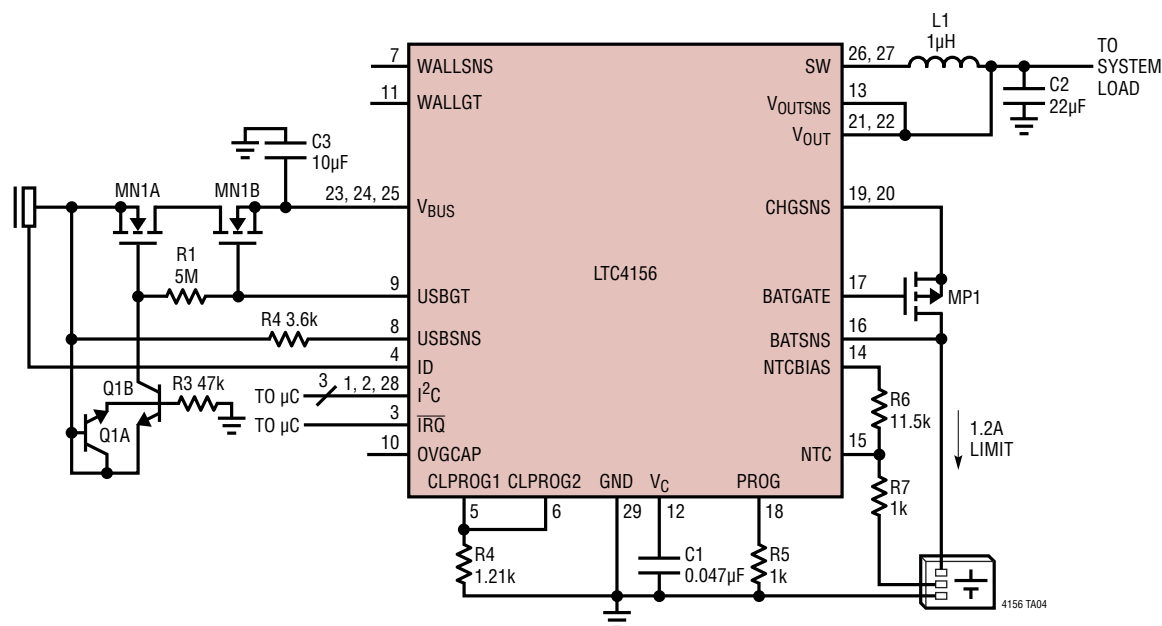 L1
1µH
26, 27
TO
SYSTEM
LOAD
7
WALLSNS
SW
11
WALLGT
13
VOUTSNS
C2
22µF
21, 22
VOUT
C3
10µF
MN1A
MN1B
23, 24, 25
VBUS
19, 20
CHGSNS
R1
5M
LTC4156
9
USBGT
17
BATGATE
MP1
R4 3.6k
8
USBSNS
16
BATSNS
4
ID
14
NTCBIAS
Q1B
R3 47k
TO µC
3
1, 2, 28
I2C
R6
11.5k
Q1A
TO µC
3
IRQ
1.2A
LIMIT
10
OVGCAP
15
NTC
CLPROG1
CLPROG2
GND
VC
PROG
R7
1k
5
6
29
12
18
R4
1.21k
C1
0.047µF
R5
1k
4156 TA04